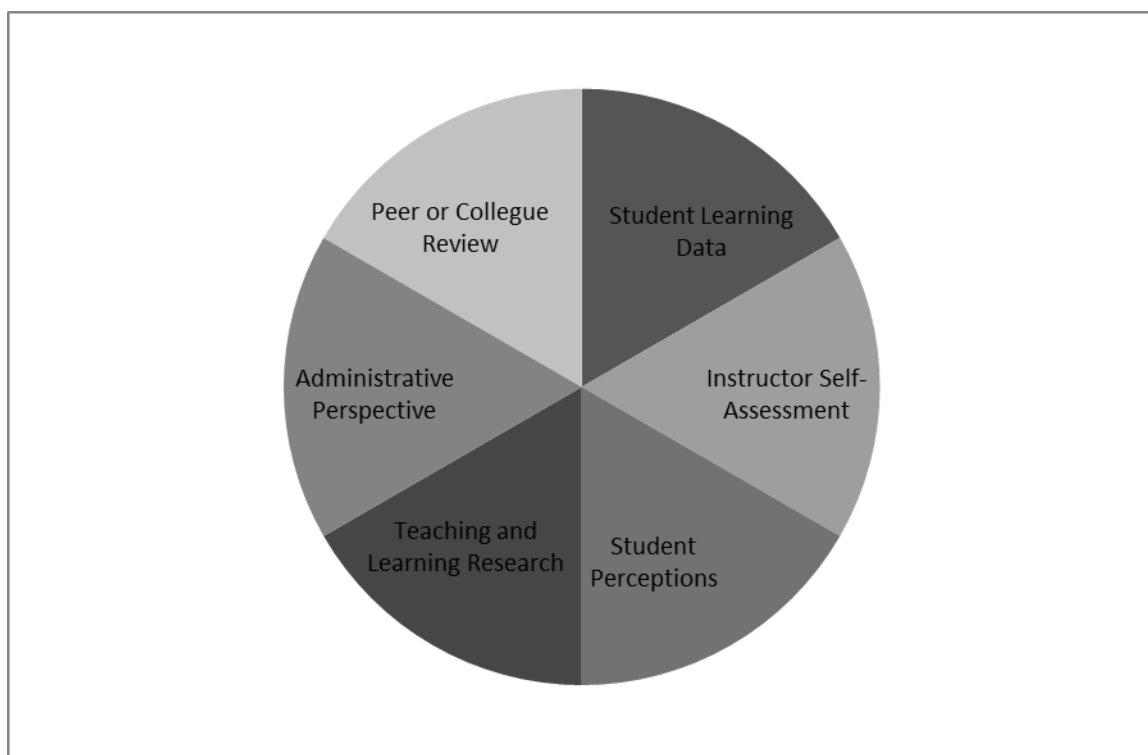 Peer or Collegue
Review
Student Learning
Data
Administrative
Perspective
Instructor Self-
Assessment
Teaching and
Learning Research
Student
Perceptions